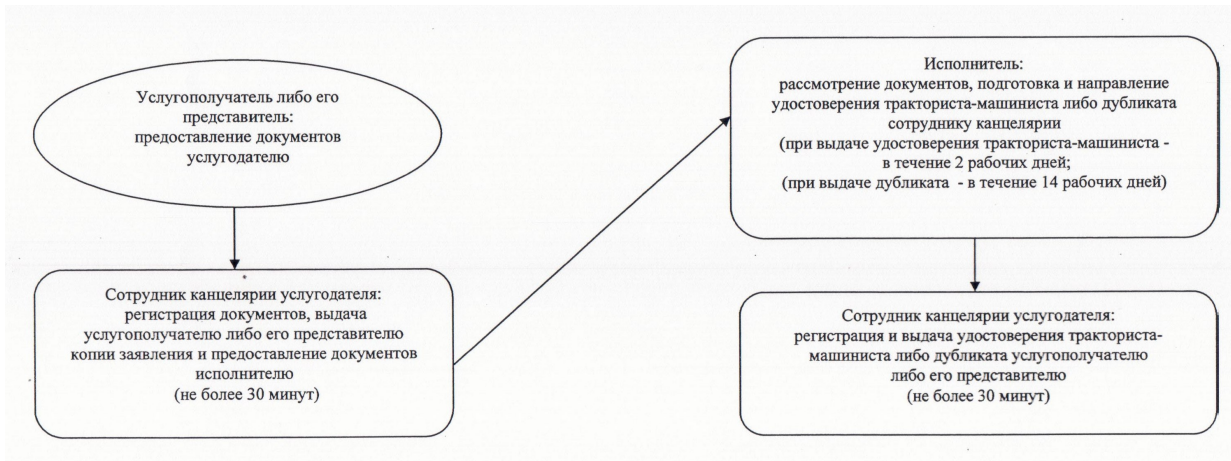 Услугополучатель либо его
представитель:
предоставление документов
услугодателю
Сотрудник канцелярии услугодателя:
регистрация документов, выдача
услугополучателю либо его представителю
копии заявления и предоставление документов
исполнителю
(не более 30 минут)
Исполнитель:
рассмотрение документов, подготовка и направление
удостоверения тракториста-машиниста либо дубликата
сотруднику канцелярии
(при выдаче удостоверения тракториста-машиниста -
в течение 2 рабочих дней;
(при выдаче дубликата - в течение 14 рабочих дней)
Сотрудник канцелярии услугодателя:
регистрация и выдача удостоверения тракториста-
машиниста либо дубликата услугополучателю
либо его представителю
(не более 30 минут)